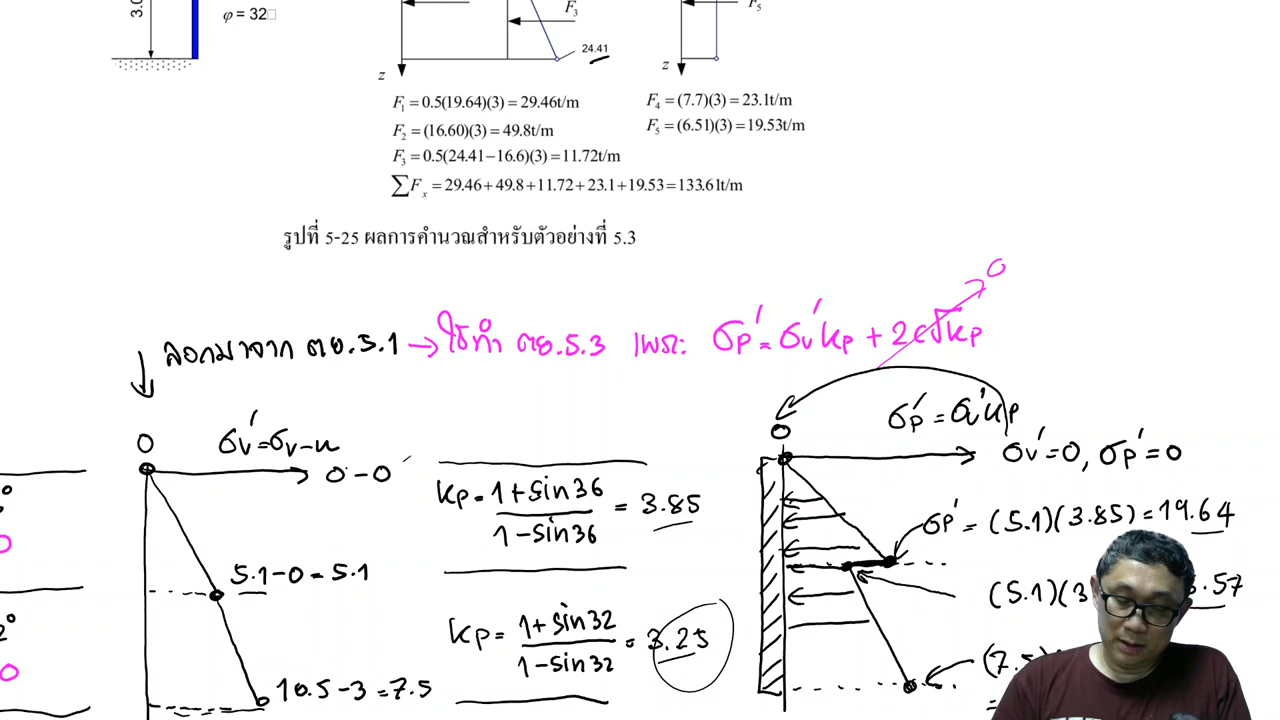 3.0
φ = 32
F₃
24.41
z
F₅
z
F₁ = 0.5(19.64)(3) = 29.46t/m
F₂ = (16.60)(3) = 49.8t/m
F₃ = 0.5(24.41−16.6)(3) = 11.72t/m
∑Fₓ = 29.46+49.8+11.72+23.1+19.53 = 133.61t/m
F₄ = (7.7)(3) = 23.1t/m
F₅ = (6.51)(3) = 19.53t/m
รูปที่ 5-25 ผลการคำนวณสำหรับตัวอย่างที่ 5.3
ลอกมาจาก ตย.5.1 → ใช้ทำ ตย.5.3 เพราะ σp' = σv'kp + 2c√kp → 0
0
σv' = σv-u
0-0
5.1-0=5.1
10.5-3=7.5
kp = (1+sin36)/(1-sin36) = 3.85
kp = (1+sin32)/(1-sin32) = 3.25
0
σp' = σv'kp
σv'=0, σp'=0
σp' = (5.1)(3.85)=19.64
(5.1)(3
.57
(7.5)